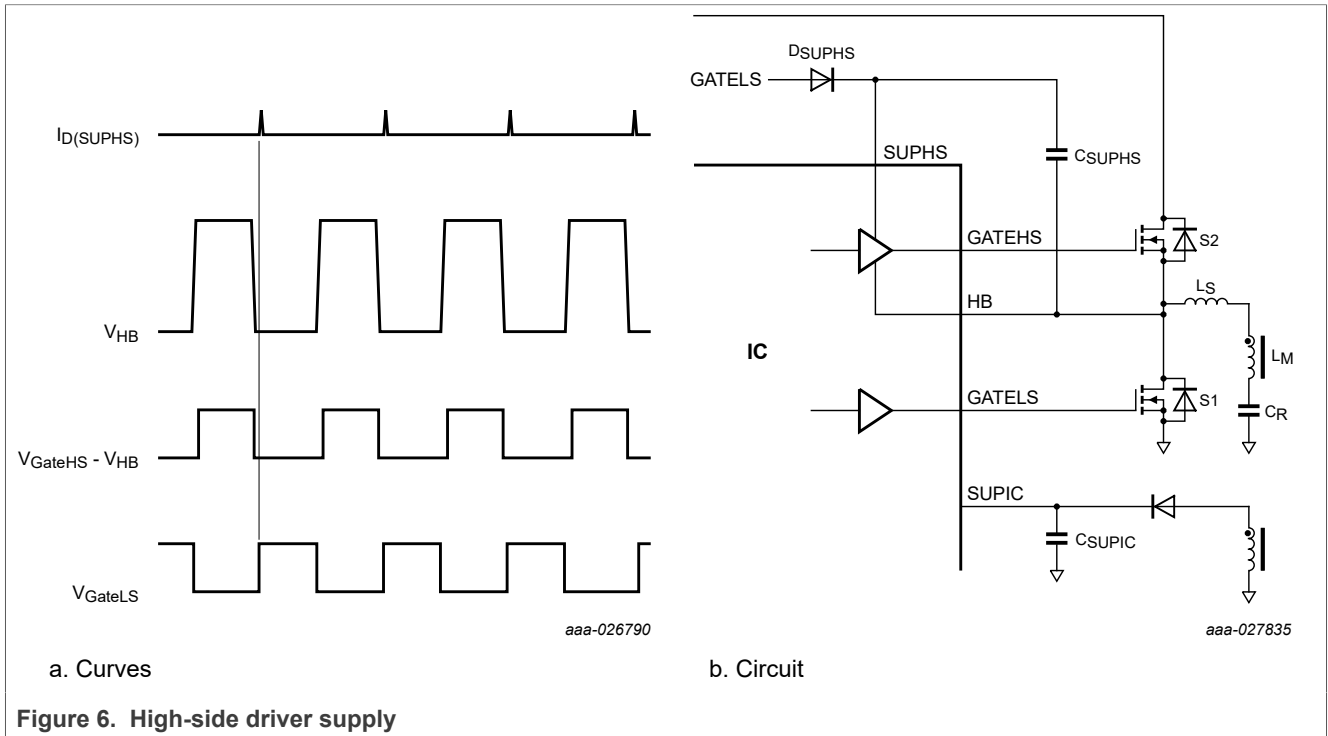 ID(SUPHS)
VHB
VGateHS - VHB
VGateLS
aaa-026790
a. Curves
DSUPHS
GATELS
SUPHS
CSUPHS
GATEHS
S2
LS
HB
IC
LM
GATELS
S1
CR
SUPIC
CSUPIC
aaa-027835
b. Circuit
Figure 6. High-side driver supply